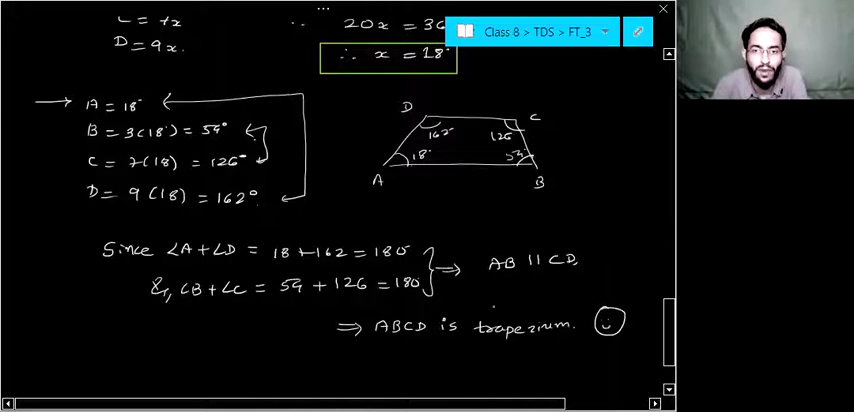 C = 7x
D = 9x.
∴ 20x = 36
∴ x = 18°
Class 8 > TDS > FT_3
A = 18°
B = 3(18°) = 54°
C = 7(18) = 126°
D = 9(18) = 162°.
D
C
162°
126
18°
54°
A
B
Since ∠A+∠D = 18+162 = 180°
&, ∠B+∠C = 54 + 126 = 180°
⇒ AB || CD,
⇒ ABCD is trapezium.